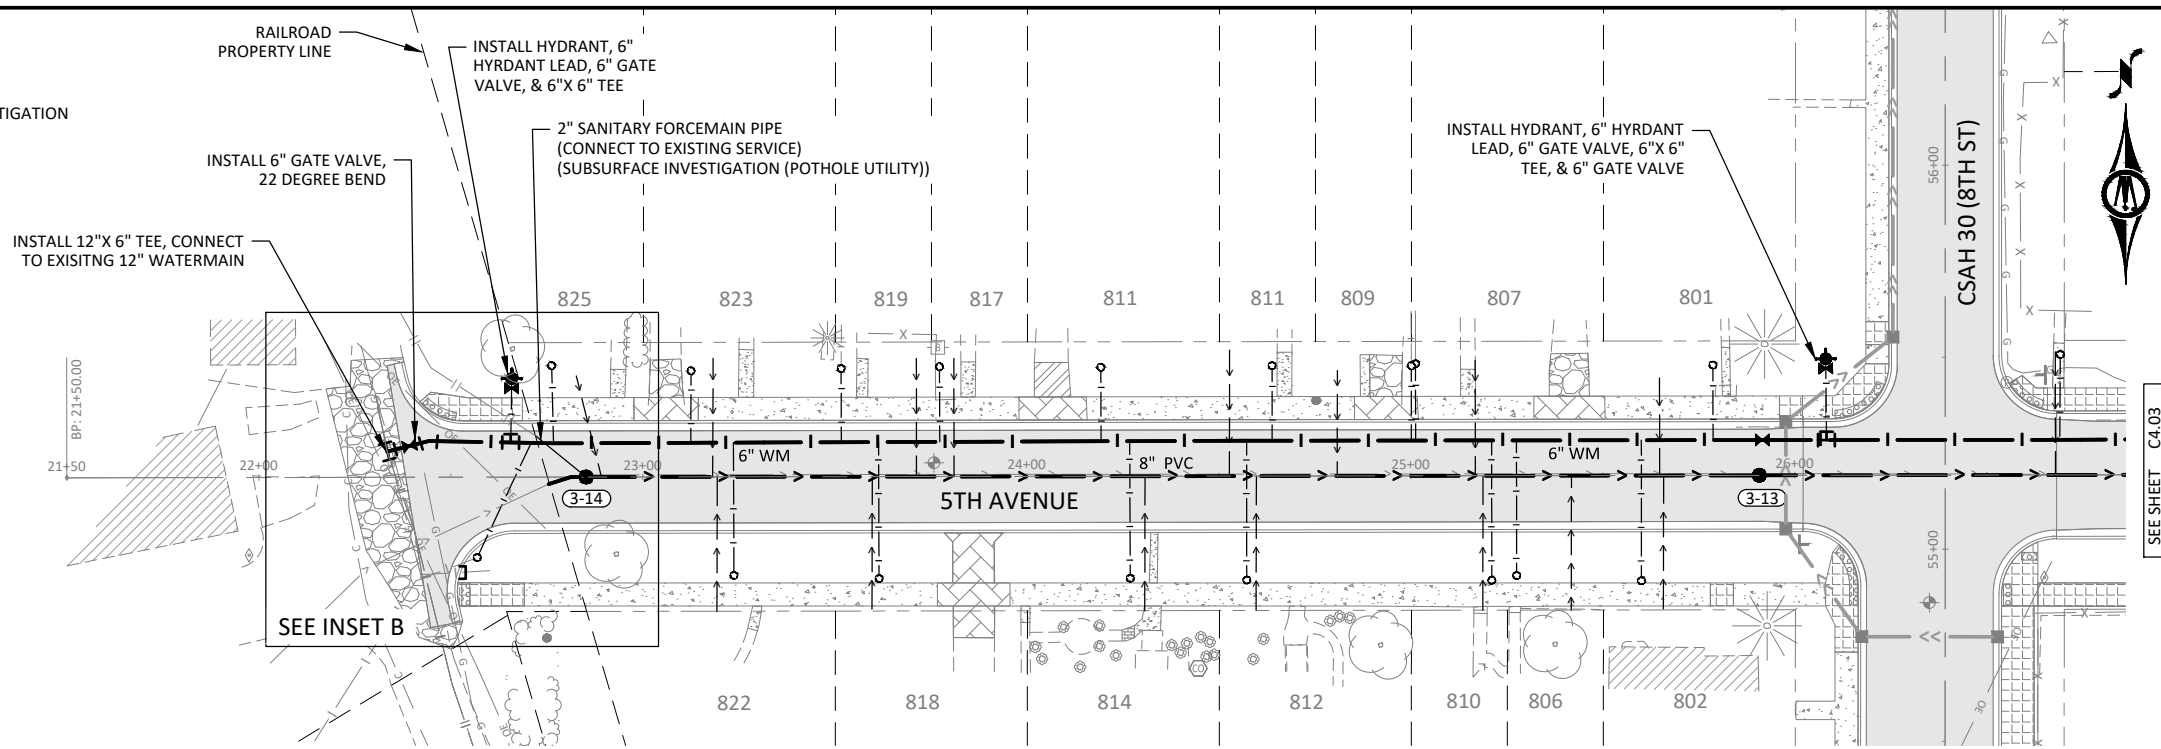 RAILROAD
PROPERTY LINE
INSTALL HYDRANT, 6"
HYRDANT LEAD, 6" GATE
VALVE, & 6"X 6" TEE
TIGATION
2" SANITARY FORCEMAIN PIPE
(CONNECT TO EXISTING SERVICE)
(SUBSURFACE INVESTIGATION (POTHOLE UTILITY))
INSTALL 6" GATE VALVE,
22 DEGREE BEND
INSTALL HYDRANT, 6" HYRDANT
LEAD, 6" GATE VALVE, 6"X 6"
TEE, & 6" GATE VALVE
INSTALL 12"X 6" TEE, CONNECT
TO EXISITNG 12" WATERMAIN
CSAH 30 (8TH ST)
56+00
N
825
823
819
817
811
811
809
807
801
BP: 21+50.00
21+50
22+00
23+00
24+00
25+00
26+00
6" WM
8" PVC
6" WM
3-14
5TH AVENUE
3-13
55+00
SEE SHEET C4.03
SEE INSET B
CO
822
818
814
812
810
806
802
G
G
G
G
X
X
X
X
X
X
OE
OE
OE
OE